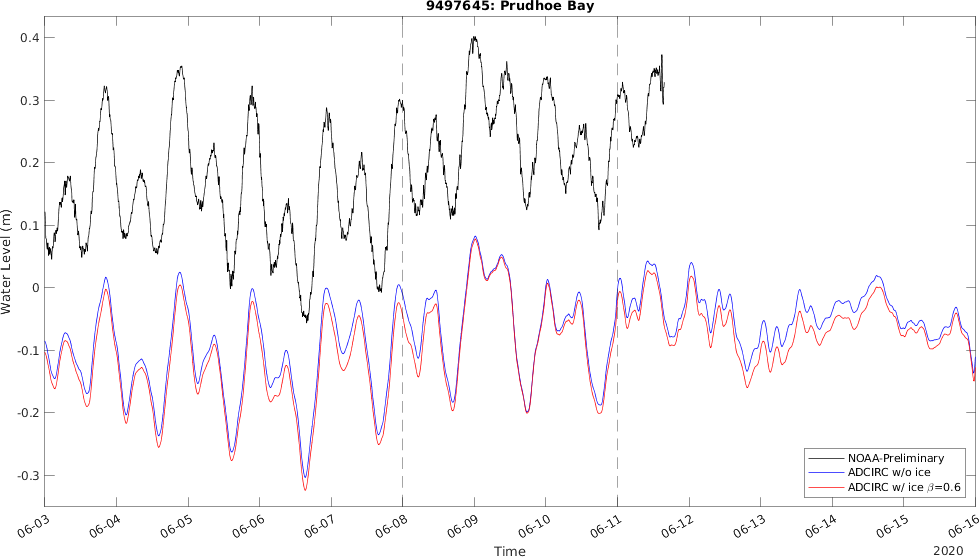 9497645: Prudhoe Bay
Water Level (m)
0.4
0.3
0.2
0.1
0
-0.1
-0.2
-0.3
NOAA-Preliminary
ADCIRC w/o ice
ADCIRC w/ ice β=0.6
06-03 06-04 06-05 06-06 06-07 06-08 06-09 06-10 06-11 06-12 06-13 06-14 06-15 06-16
Time
2020